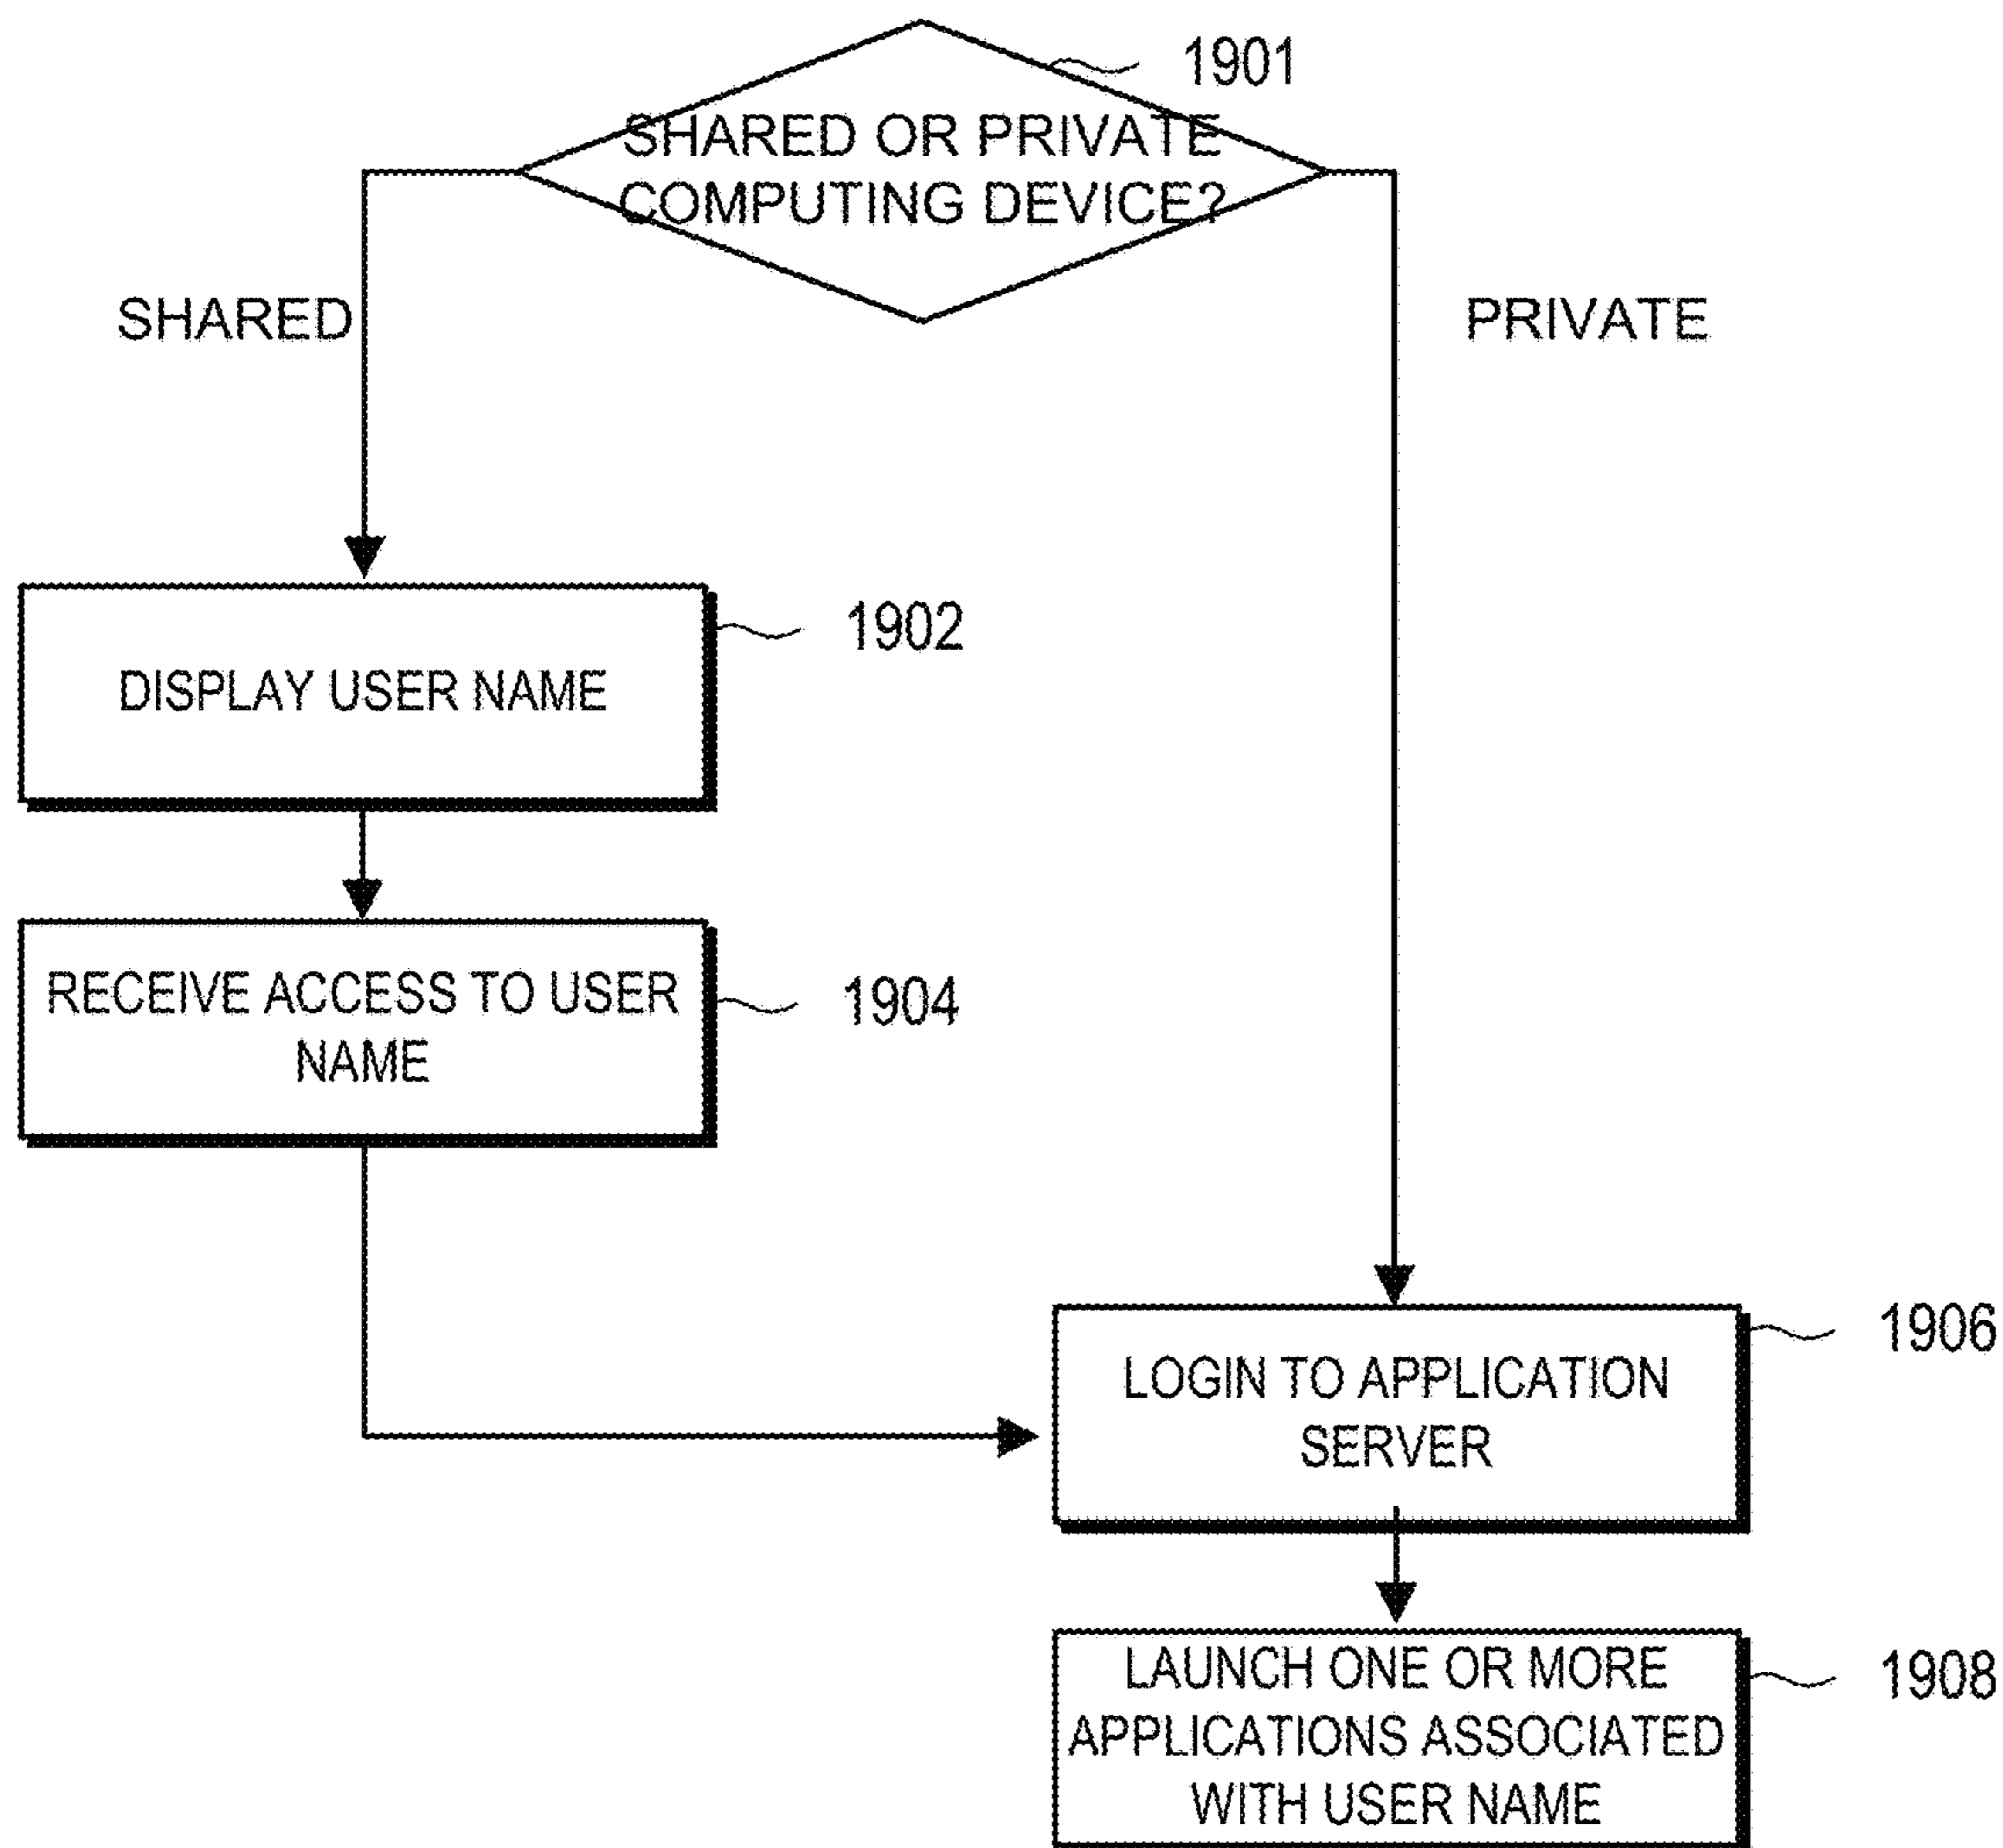 1901
SHARED OR PRIVATE
COMPUTING DEVICE?
SHARED
PRIVATE
1902
DISPLAY USER NAME
RECEIVE ACCESS TO USER
NAME
1904
1906
LOGIN TO APPLICATION
SERVER
LAUNCH ONE OR MORE
APPLICATIONS ASSOCIATED
WITH USER NAME
1908